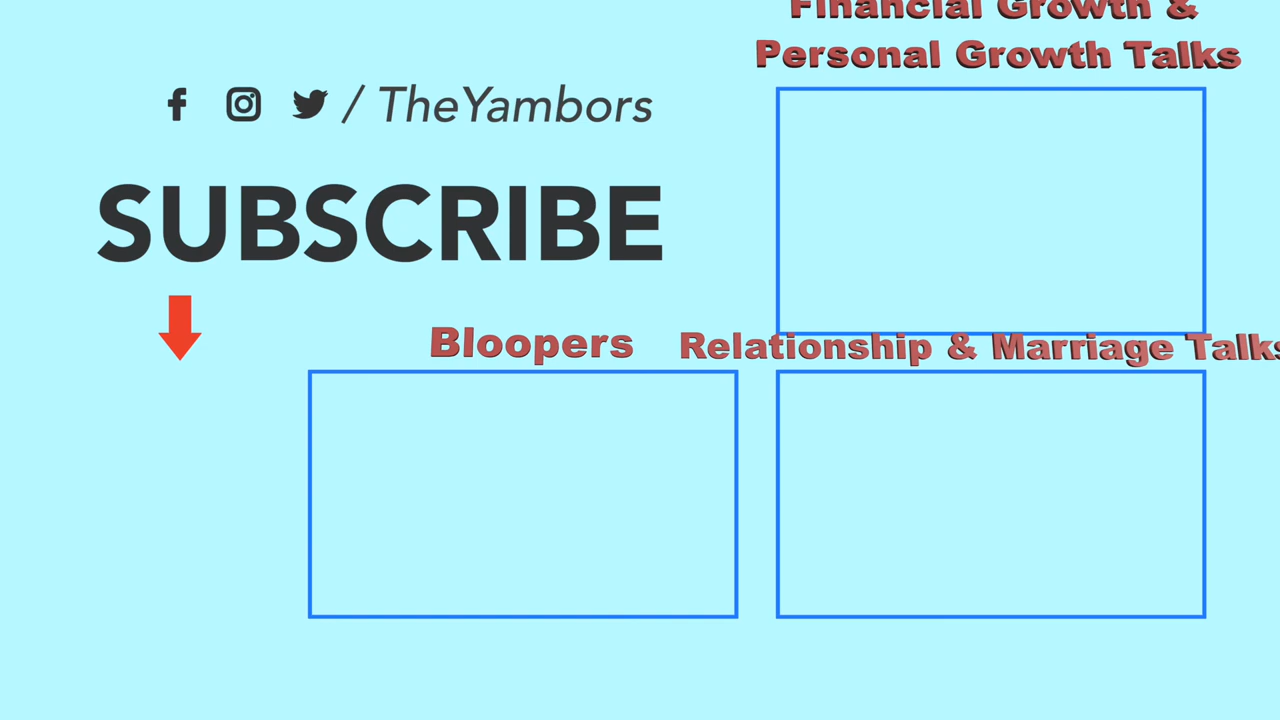 Financial Growth &
Personal Growth Talks
/ TheYambors
SUBSCRIBE
Bloopers
Relationship & Marriage Talks